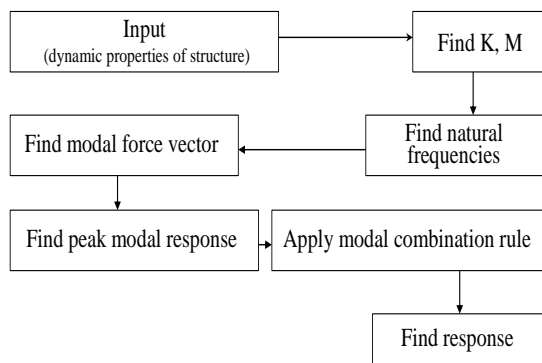 Input
(dynamic properties of structure)
Find K, M
Find natural
frequencies
Find modal force vector
Find peak modal response
Apply modal combination rule
Find response